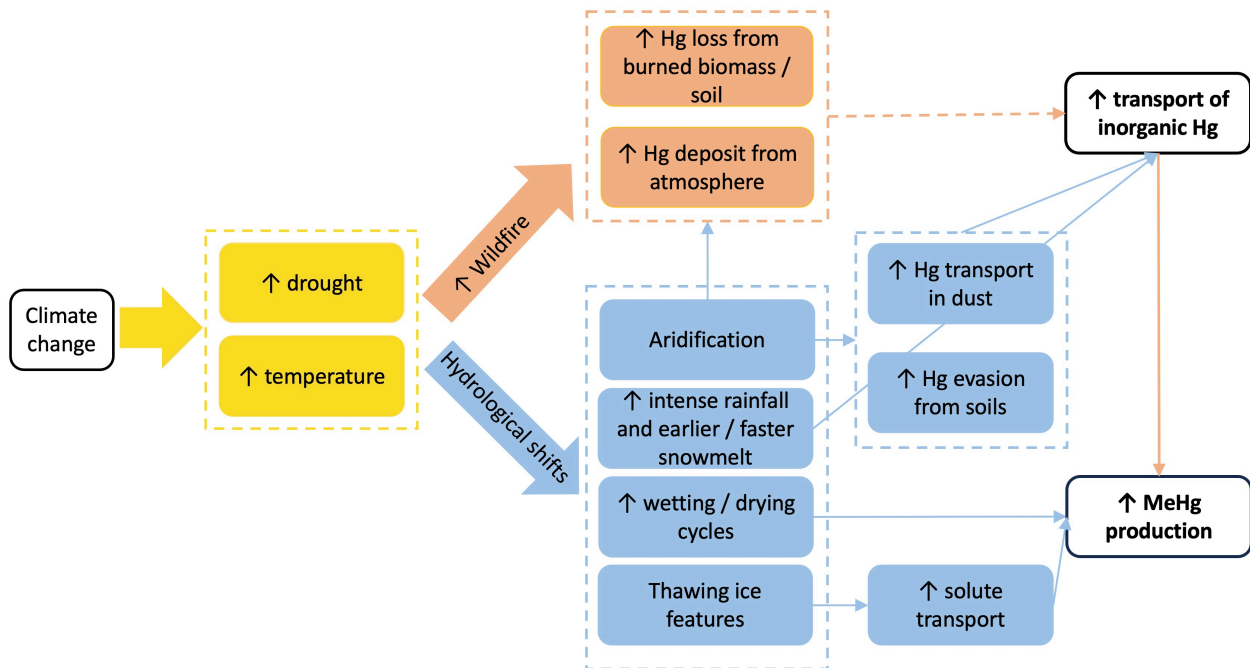 Climate
change
↑ drought
↑ temperature
↑ Wildfire
Hydrological shifts
↑ Hg loss from
burned biomass /
soil
↑ Hg deposit from
atmosphere
Aridification
↑ intense rainfall
and earlier / faster
snowmelt
↑ wetting / drying
cycles
Thawing ice
features
↑ Hg transport
in dust
↑ Hg evasion
from soils
↑ solute
transport
↑ transport of
inorganic Hg
↑ MeHg
production